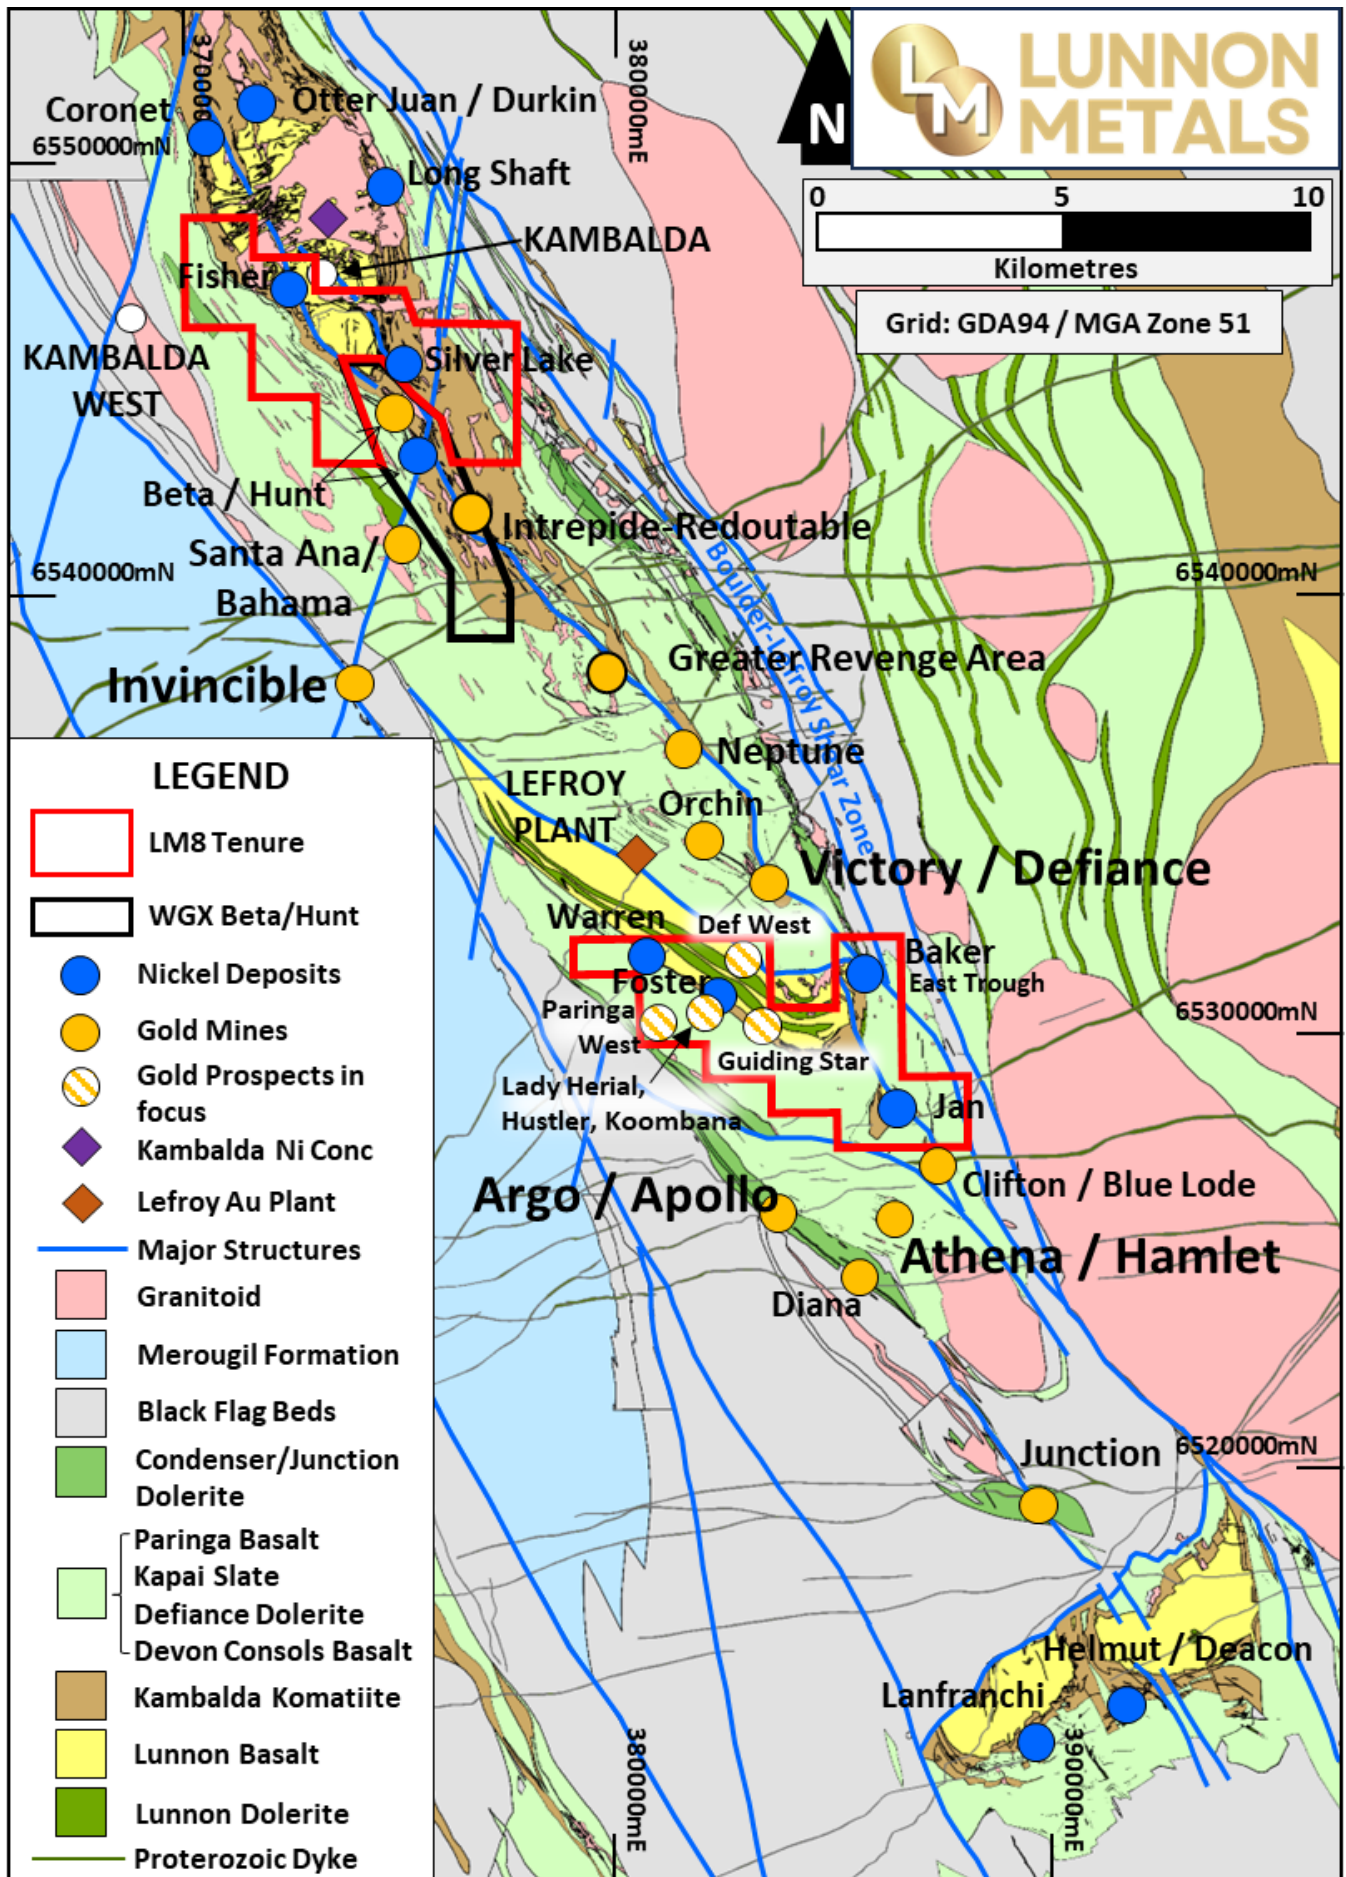 370000
380000mE
Coronet
6550000mN
Otter Juan / Durkin
Long Shaft
KAMBALDA
Fisher
KAMBALDA
WEST
Silver Lake
Beta / Hunt
Santa Ana/
Bahama
Intrepide-Redoutable
6540000mN
6540000mN
Boulder-Lefroy Shear Zone
Invincible
Greater Revenge Area
Neptune
LEFROY
PLANT
Orchin
Victory / Defiance
Warren
Def West
Foster
Baker
East Trough
Paringa
West
6530000mN
Guiding Star
Lady Herial,
Hustler, Koombana
Jan
Clifton / Blue Lode
Argo / Apollo
Athena / Hamlet
Diana
Junction
6520000mN
Helmut / Deacon
Lanfranchi
380000mE
390000mE
LM
LUNNON
METALS
N
0 5 10
Kilometres
Grid: GDA94 / MGA Zone 51
LEGEND
LM8 Tenure
WGX Beta/Hunt
Nickel Deposits
Gold Mines
Gold Prospects in
focus
Kambalda Ni Conc
Lefroy Au Plant
Major Structures
Granitoid
Merougil Formation
Black Flag Beds
Condenser/Junction
Dolerite
Paringa Basalt
Kapai Slate
Defiance Dolerite
Devon Consols Basalt
Kambalda Komatiite
Lunnon Basalt
Lunnon Dolerite
Proterozoic Dyke